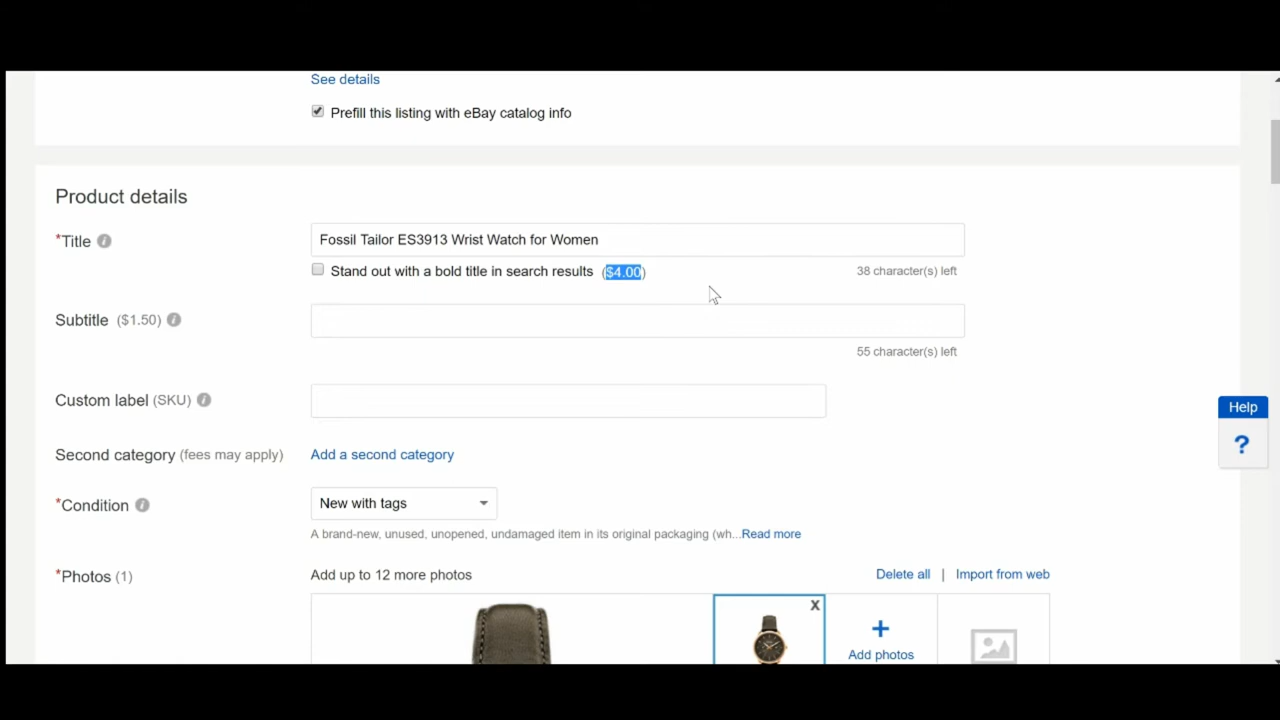 See details
Prefill this listing with eBay catalog info
Product details
*Title
Fossil Tailor ES3913 Wrist Watch for Women
Stand out with a bold title in search results ($4.00)
38 character(s) left
Subtitle ($1.50)
55 character(s) left
Custom label (SKU)
Second category (fees may apply) Add a second category
*Condition
New with tags
A brand-new, unused, unopened, undamaged item in its original packaging (wh...Read more
*Photos (1)
Add up to 12 more photos
Delete all | Import from web
X
+
Add photos
Help
?